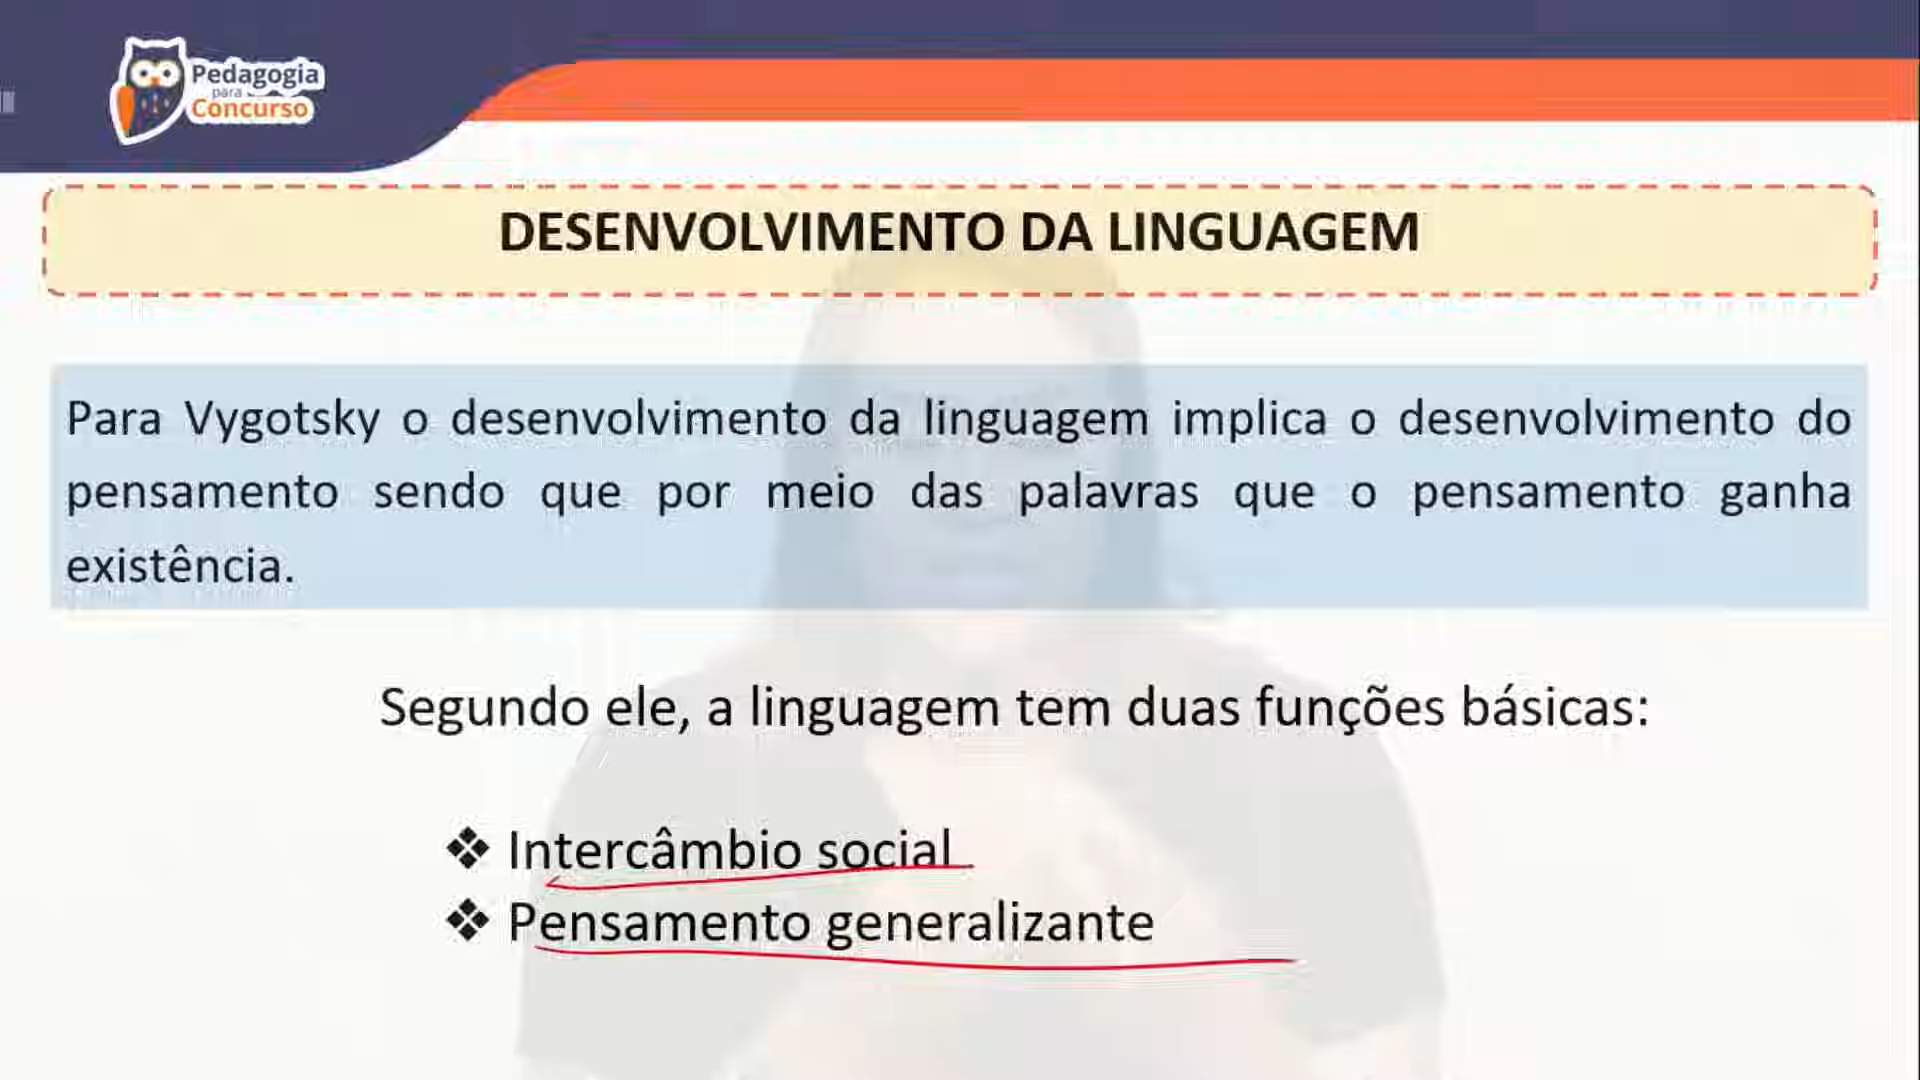 Pedagogia
para
Concurso
DESENVOLVIMENTO DA LINGUAGEM
Para Vygotsky o desenvolvimento da linguagem implica o desenvolvimento do
pensamento sendo que por meio das palavras que o pensamento ganha
existência.
Segundo ele, a linguagem tem duas funções básicas:
❖ Intercâmbio social
❖ Pensamento generalizante